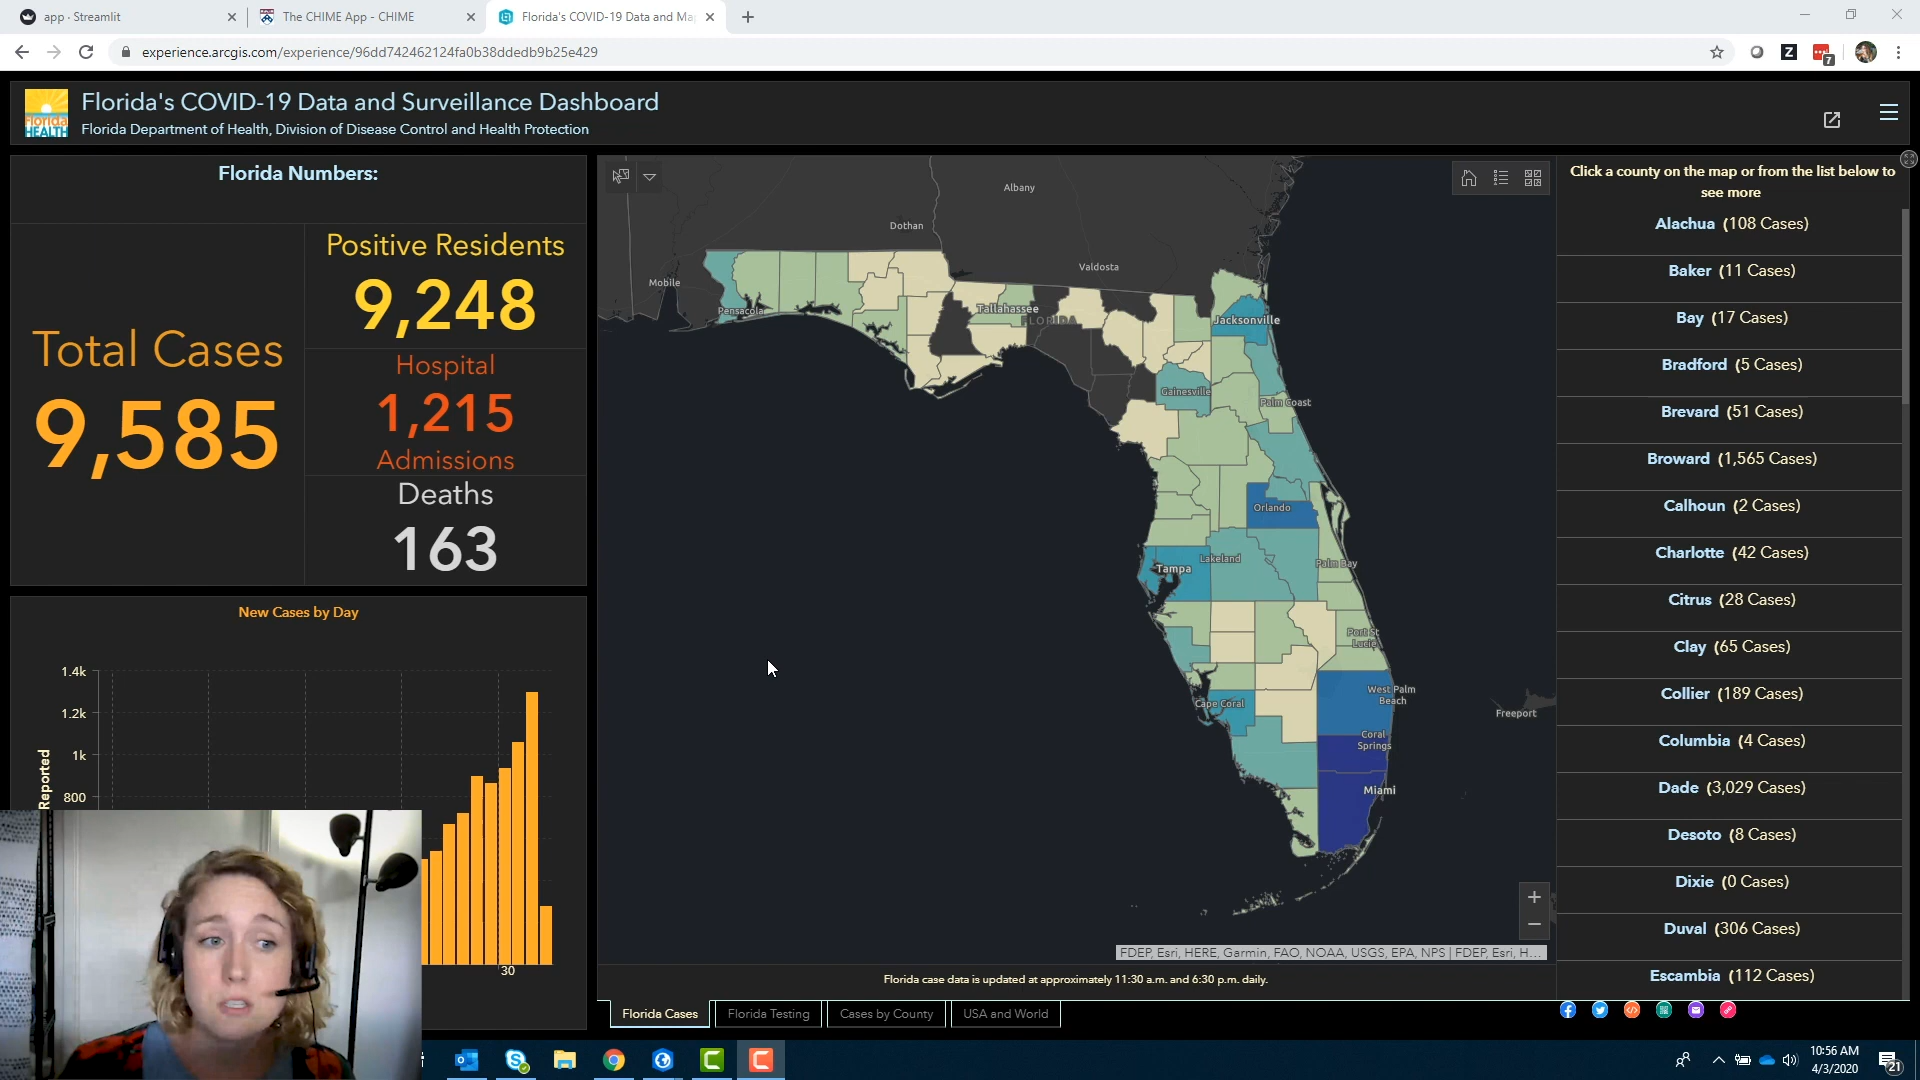 app · Streamlit
The CHIME App - CHIME
Florida's COVID-19 Data and Ma
experience.arcgis.com/experience/96dd742462124fa0b38ddedb9b25e429
Z
7
Florida HEALTH
Florida's COVID-19 Data and Surveillance Dashboard
Florida Department of Health, Division of Disease Control and Health Protection
Florida Numbers:
Total Cases
9,585
Positive Residents
9,248
Hospital
1,215
Admissions
Deaths
163
New Cases by Day
1.4k
1.2k
1k
800
Reported
30
Albany
Dothan
Valdosta
Mobile
Pensacola
Tallahassee
FLORIDA
Jacksonville
Gainesville
Palm Coast
Orlando
Lakeland
Tampa
Palm Bay
Port St
Lucie
West Palm
Beach
Cape Coral
Coral
Springs
Miami
Freeport
FDEP, Esri, HERE, Garmin, FAO, NOAA, USGS, EPA, NPS | FDEP, Esri, H...
Florida case data is updated at approximately 11:30 a.m. and 6:30 p.m. daily.
Florida Cases
Florida Testing
Cases by County
USA and World
Click a county on the map or from the list below to
see more
Alachua (108 Cases)
Baker (11 Cases)
Bay (17 Cases)
Bradford (5 Cases)
Brevard (51 Cases)
Broward (1,565 Cases)
Calhoun (2 Cases)
Charlotte (42 Cases)
Citrus (28 Cases)
Clay (65 Cases)
Collier (189 Cases)
Columbia (4 Cases)
Dade (3,029 Cases)
Desoto (8 Cases)
Dixie (0 Cases)
Duval (306 Cases)
Escambia (112 Cases)
10:56 AM
4/3/2020
21